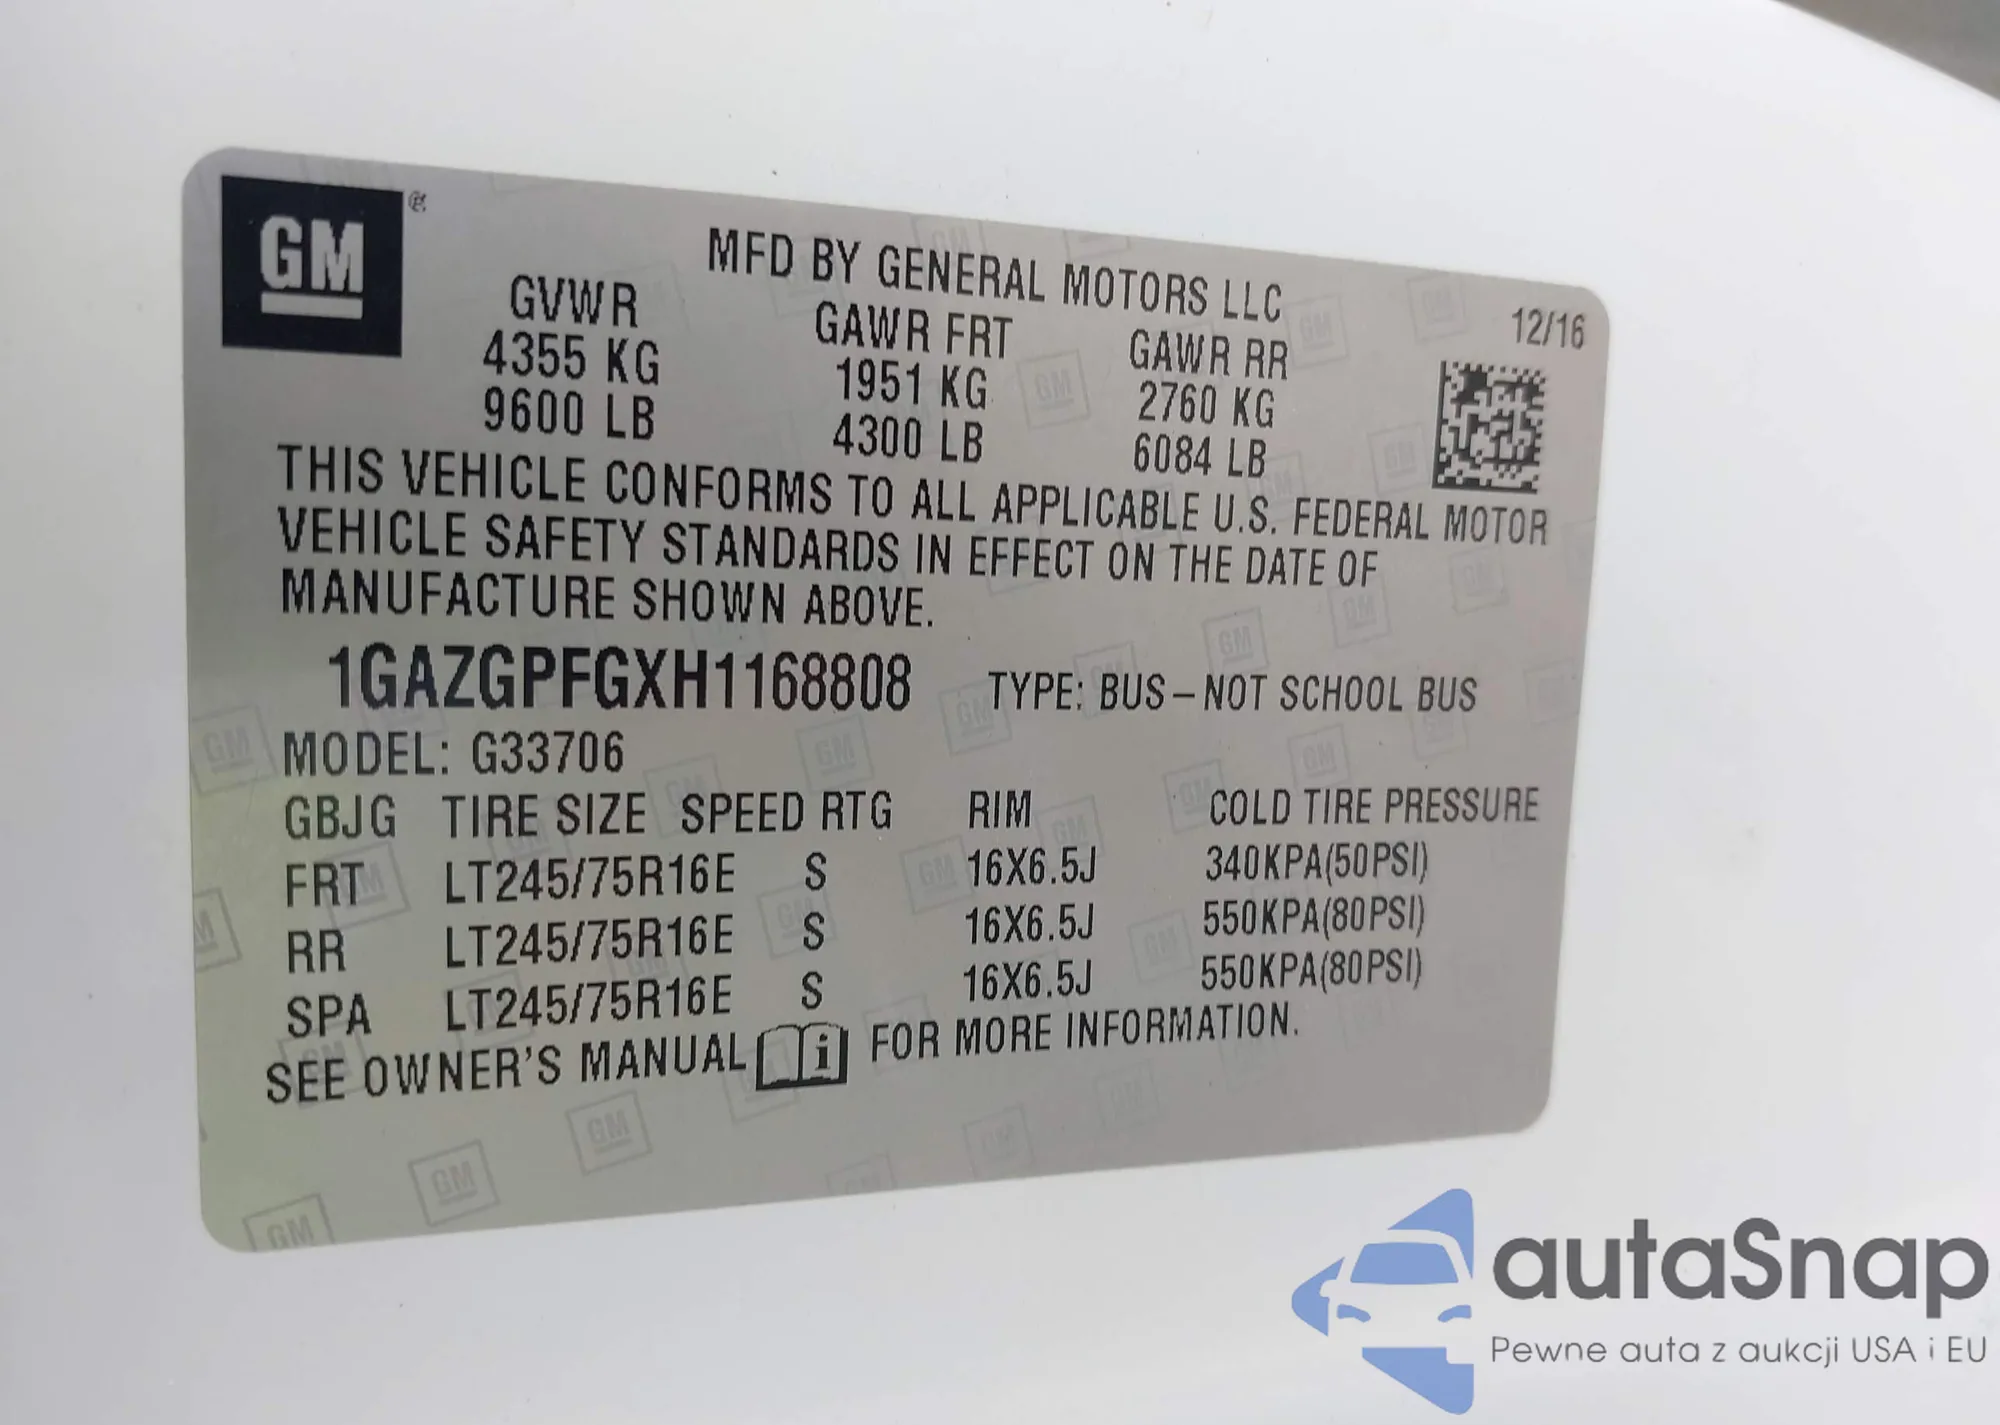 GM
®
MFD BY GENERAL MOTORS LLC
12/16
GVWR GAWR FRT GAWR RR
4355 KG 1951 KG 2760 KG
9600 LB 4300 LB 6084 LB
THIS VEHICLE CONFORMS TO ALL APPLICABLE U.S. FEDERAL MOTOR
VEHICLE SAFETY STANDARDS IN EFFECT ON THE DATE OF
MANUFACTURE SHOWN ABOVE.
1GAZGPFGXH1168808 TYPE: BUS – NOT SCHOOL BUS
MODEL: G33706
GBJG TIRE SIZE SPEED RTG RIM COLD TIRE PRESSURE
FRT LT245/75R16E S 16X6.5J 340KPA(50PSI)
RR LT245/75R16E S 16X6.5J 550KPA(80PSI)
SPA LT245/75R16E S 16X6.5J 550KPA(80PSI)
SEE OWNER'S MANUAL i FOR MORE INFORMATION.
autaSnap
Pewne auta z aukcji USA i EU